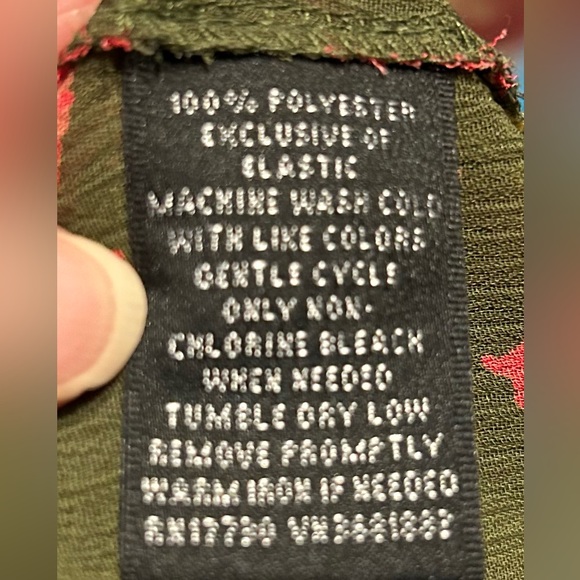 100% POLYESTER
EXCLUSIVE OF
ELASTIC
MACHINE WASH COLD
WITH LIKE COLORS
GENTLE CYCLE
ONLY NON-
CHLORINE BLEACH
WHEN NEEDED
TUMBLE DRY LOW
REMOVE PROMPTLY
WARM IRON IF NEEDED